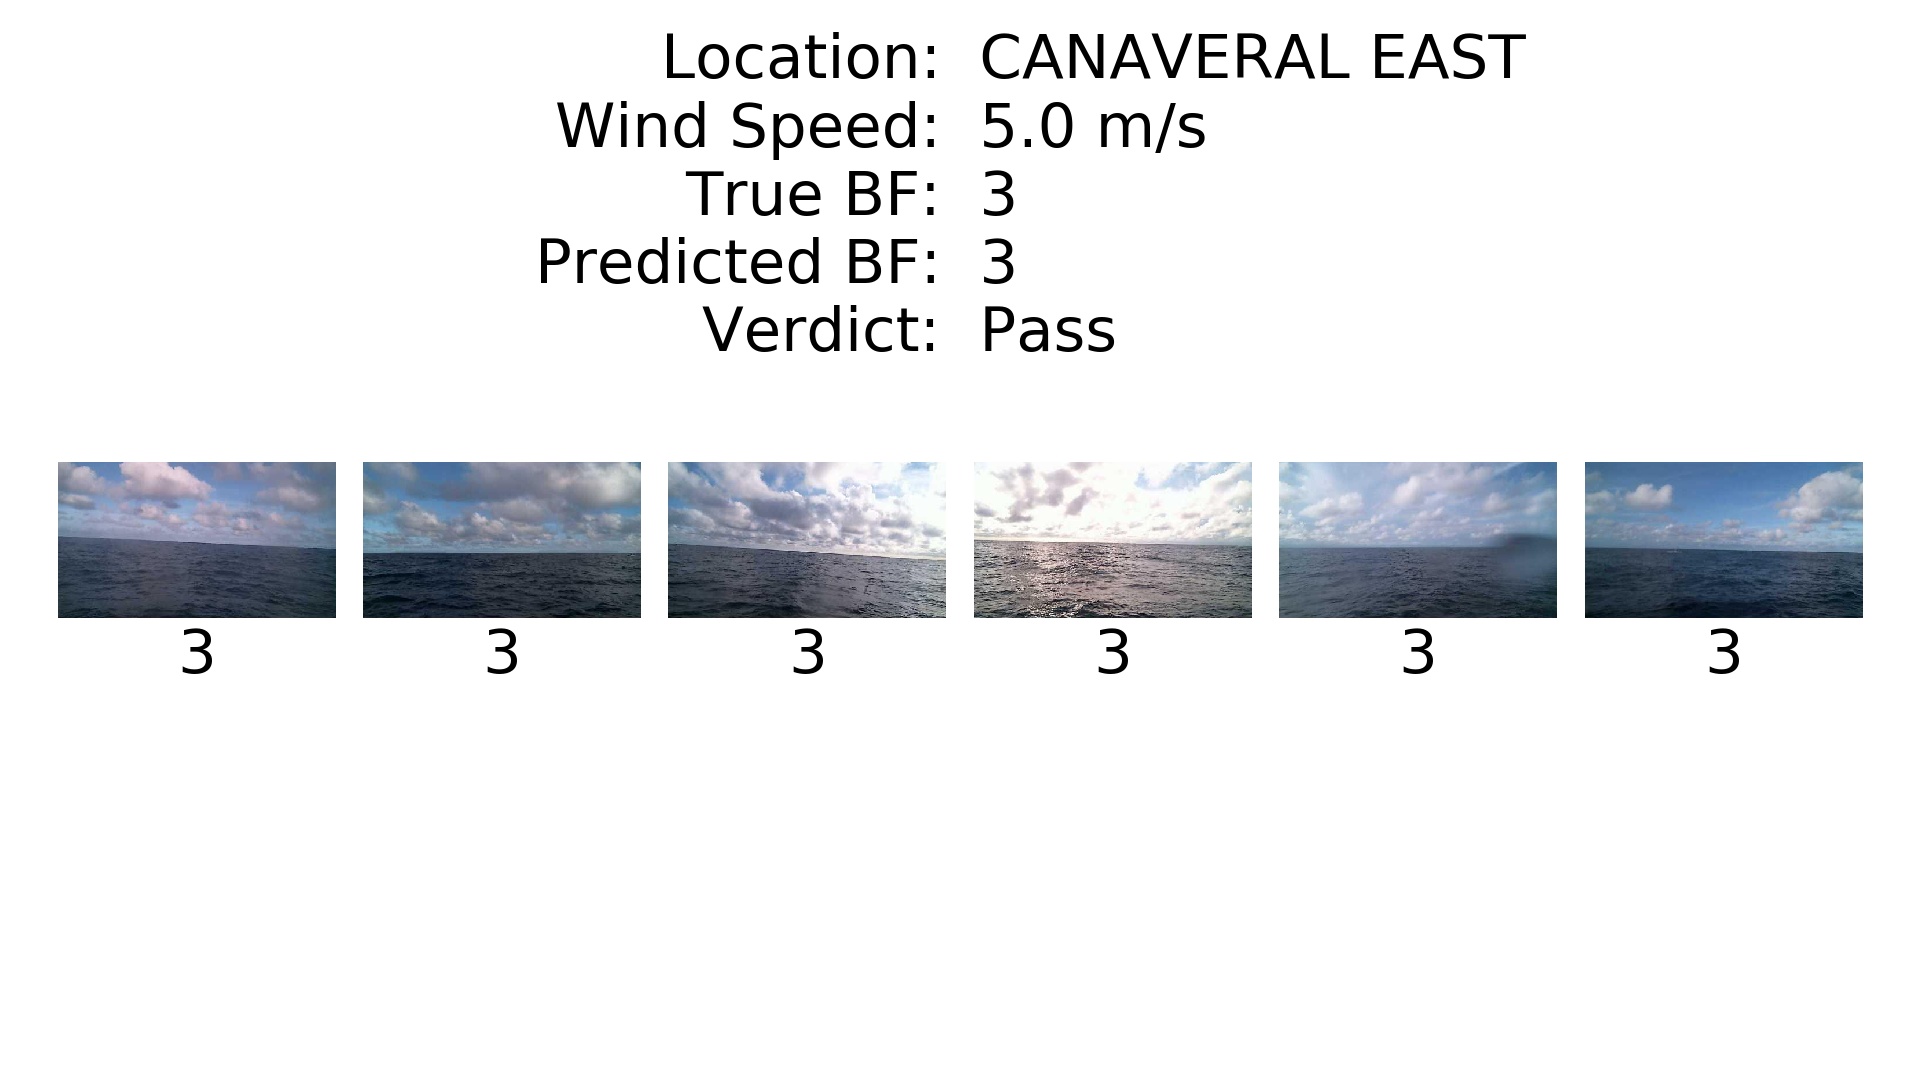 Location: CANAVERAL EAST
Wind Speed: 5.0 m/s
True BF: 3
Predicted BF: 3
Verdict: Pass
3 3 3 3 3 3